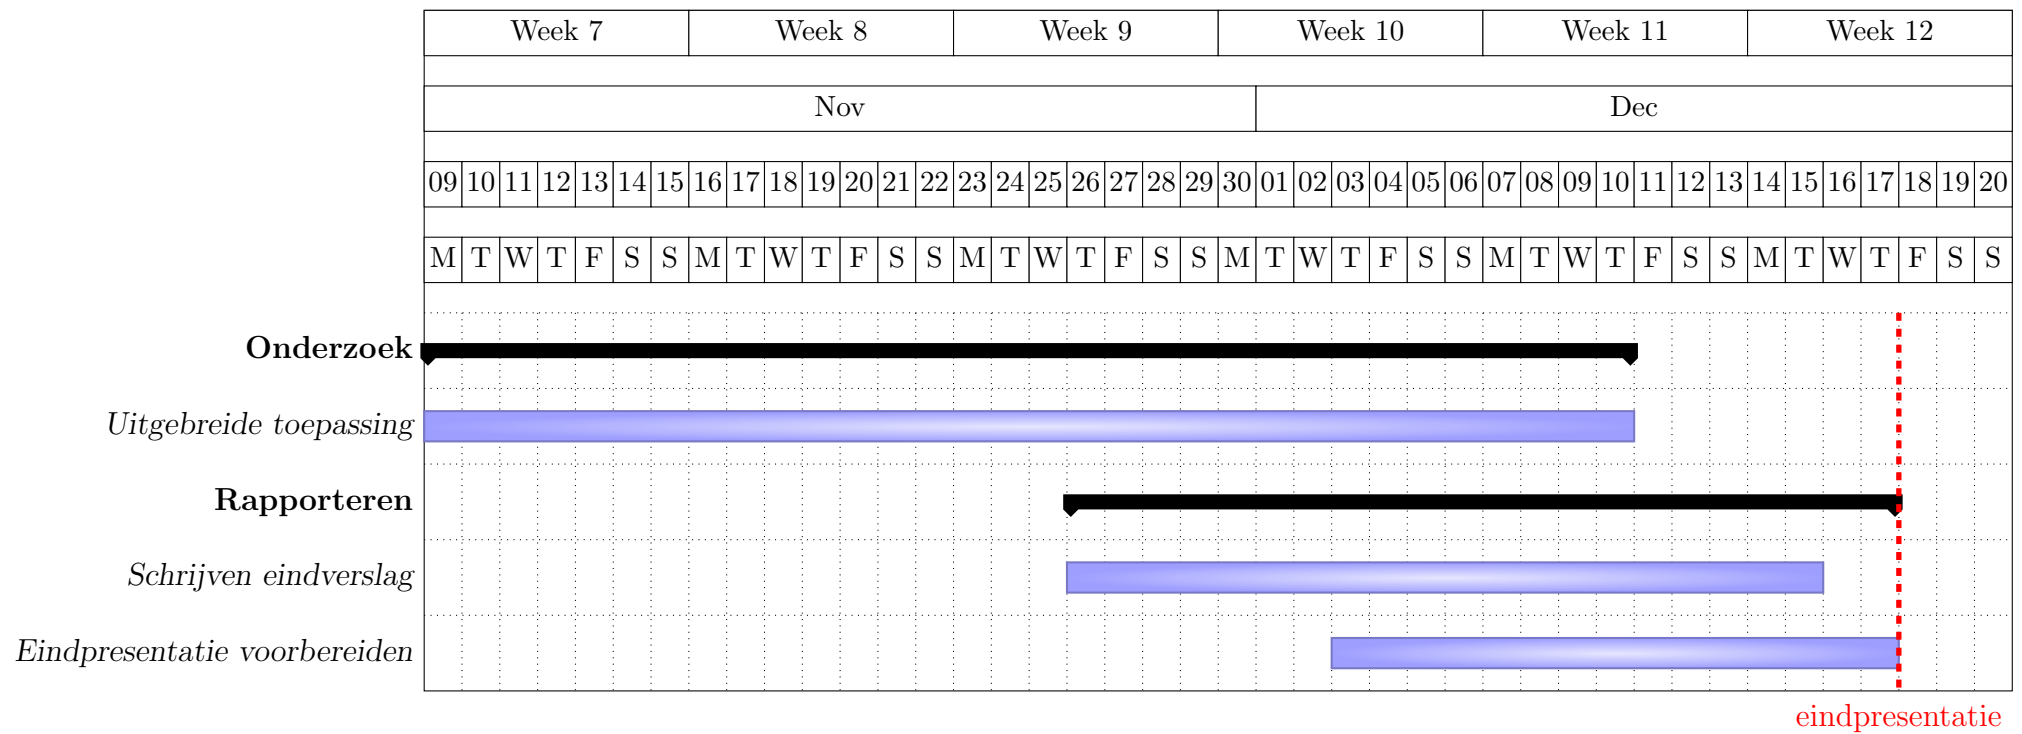 Week 7 Week 8 Week 9 Week 10 Week 11 Week 12
Nov Dec
09 10 11 12 13 14 15 16 17 18 19 20 21 22 23 24 25 26 27 28 29 30 01 02 03 04 05 06 07 08 09 10 11 12 13 14 15 16 17 18 19 20
M T W T F S S M T W T F S S M T W T F S S M T W T F S S M T W T F S S M T W T F S S
Onderzoek
Uitgebreide toepassing
Rapporteren
Schrijven eindverslag
Eindpresentatie voorbereiden
eindpresentatie